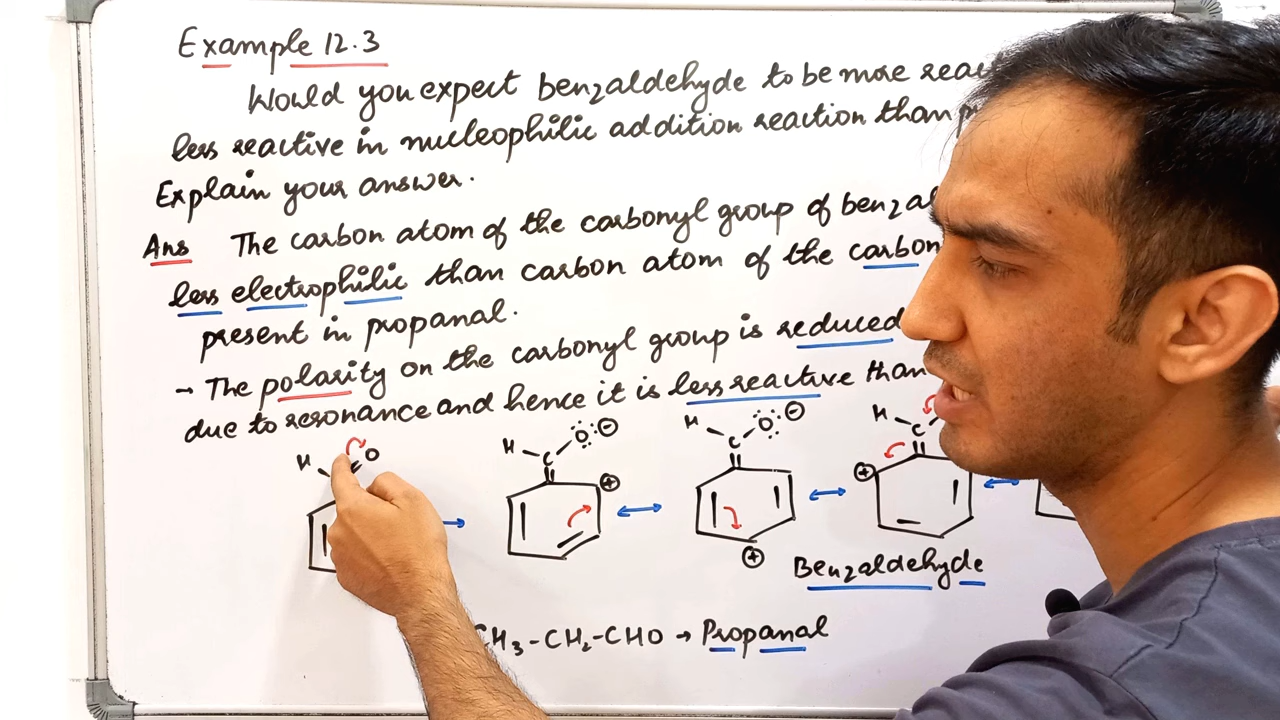 Example 12.3
Would you expect benzaldehyde to be more
less reactive in nucleophilic addition reaction than
Explain your answer.
Ans The carbon atom of the carbonyl group of
less electrophilic than carbon atom of the carbon
present in propanal.
→ The polarity on the carbonyl group is reduced
due to resonance and hence it is less reactive than
H O
H C O ⊖ ⊕
H C O ⊖ ⊕
H C ⊕
Benzaldehyde
CH₃-CH₂-CHO → Propanal